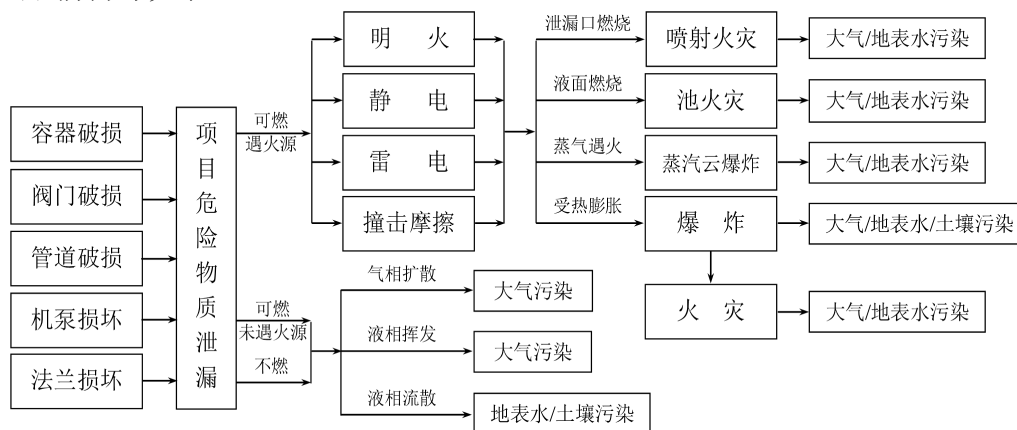 容器破损
阀门破损
管道破损
机泵损坏
法兰损坏
项目危险物质泄漏
可燃
遇火源
明 火
静 电
雷 电
撞击摩擦
泄漏口燃烧
喷射火灾
大气/地表水污染
液面燃烧
池火灾
大气/地表水污染
蒸气遇火
蒸汽云爆炸
大气/地表水污染
受热膨胀
爆 炸
大气/地表水/土壤污染
火 灾
大气/地表水污染
可燃
未遇火源
不燃
气相扩散
大气污染
液相挥发
大气污染
液相流散
地表水/土壤污染